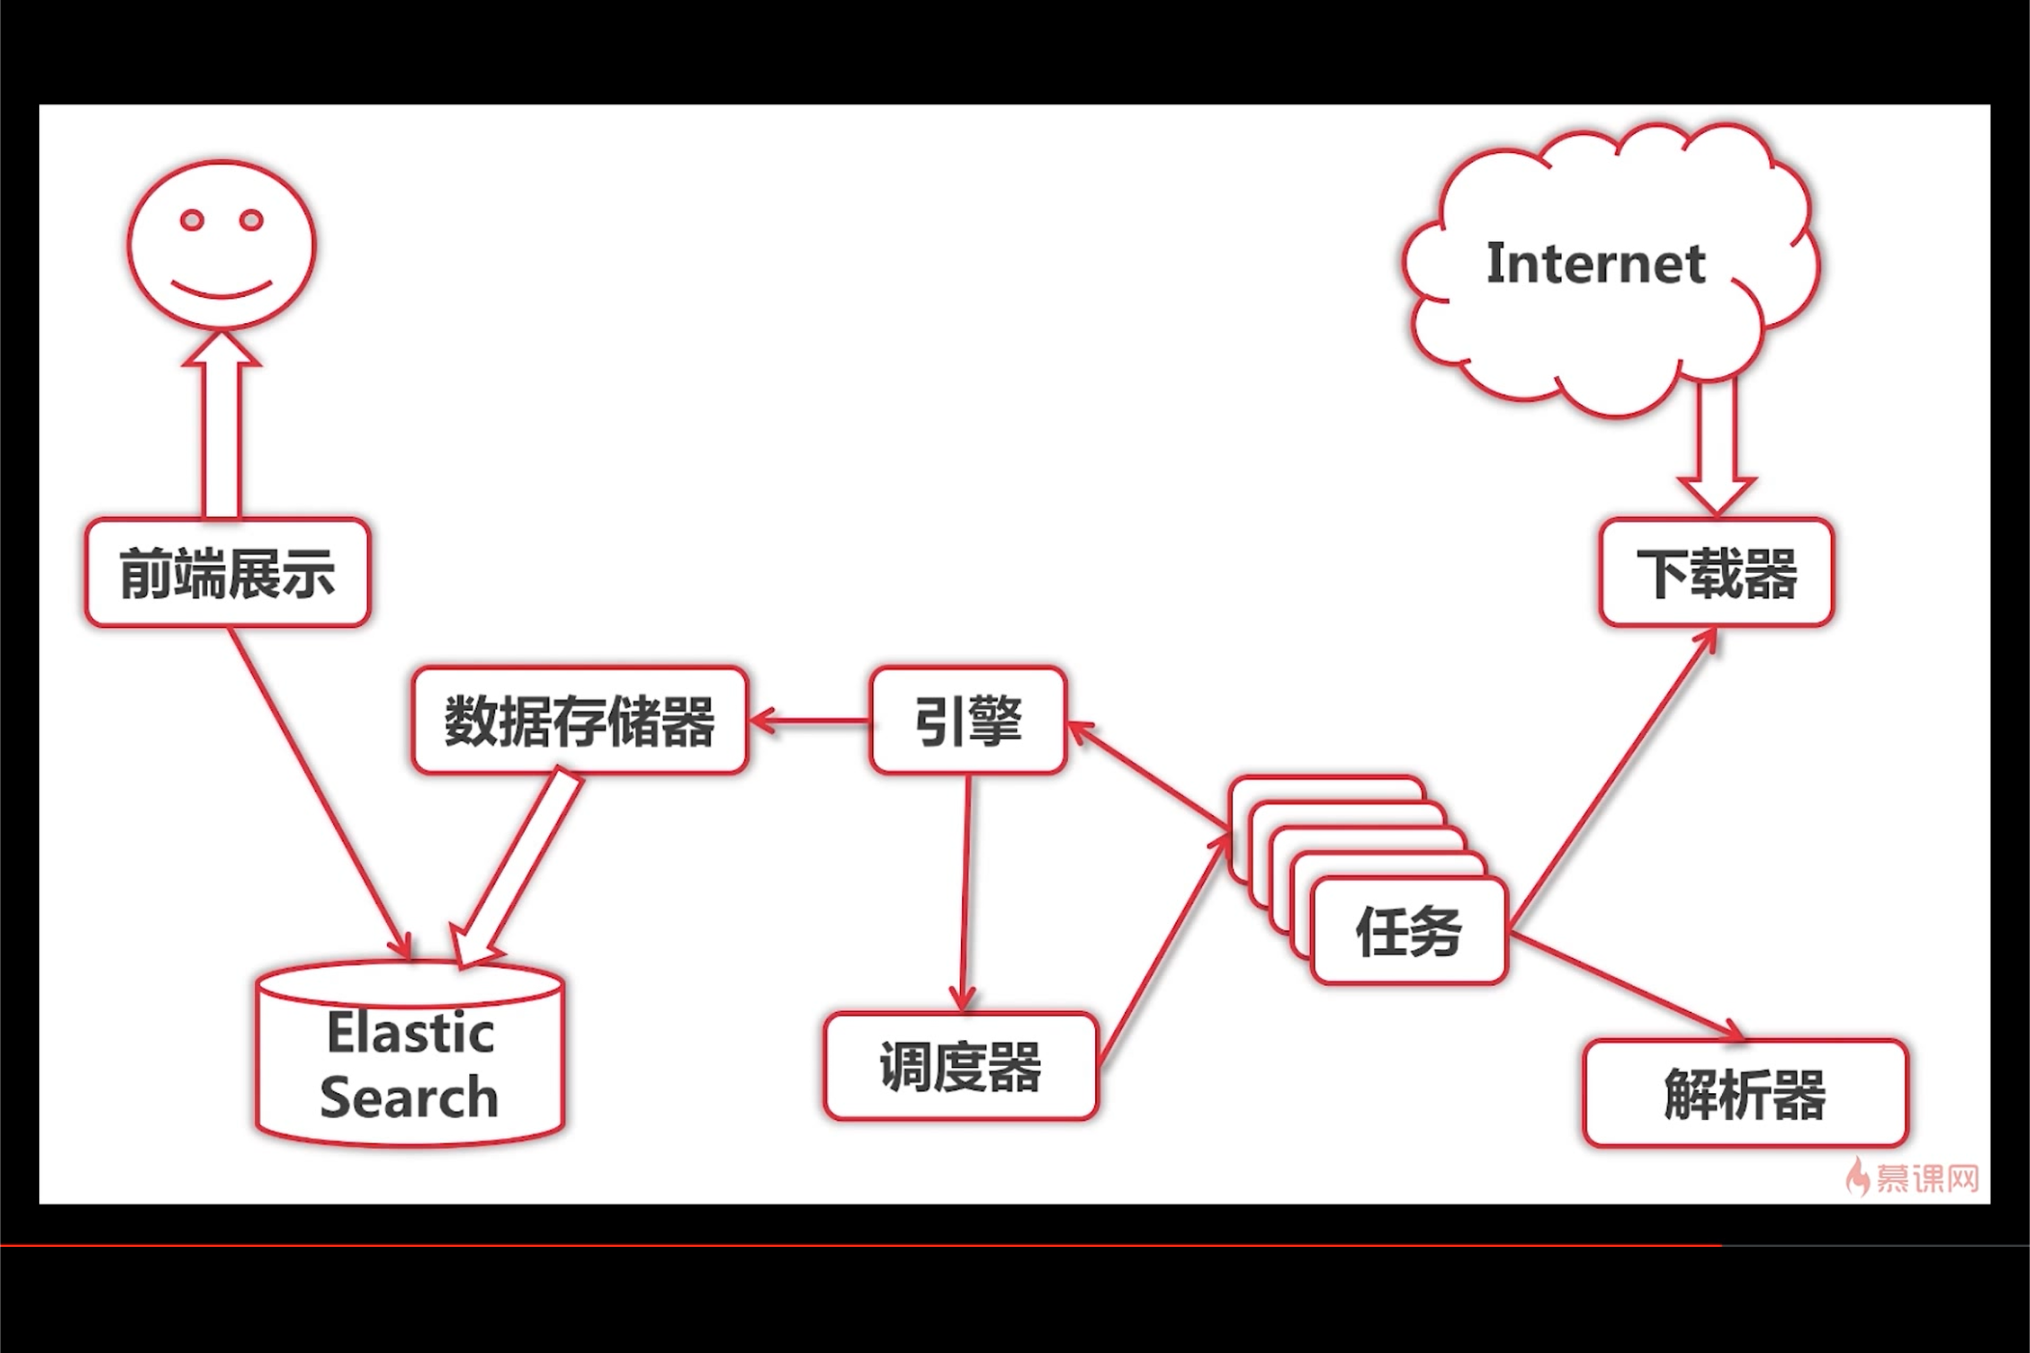 Internet
前端展示
下载器
数据存储器
引擎
任务
Elastic
Search
调度器
解析器
慕课网